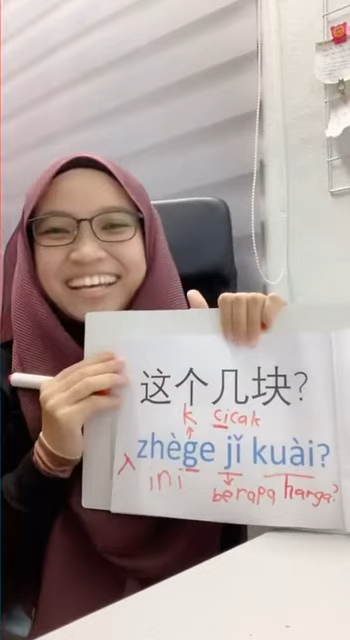 这个几块?
k cicak
zhège jǐ kuài?
ini berapa harga?